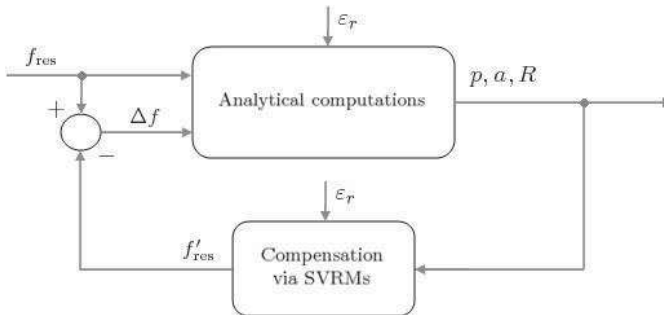 ε_r
f_res
p, a, R
Analytical computations
+
Δf
−
ε_r
f′_res
Compensation
via SVRMs